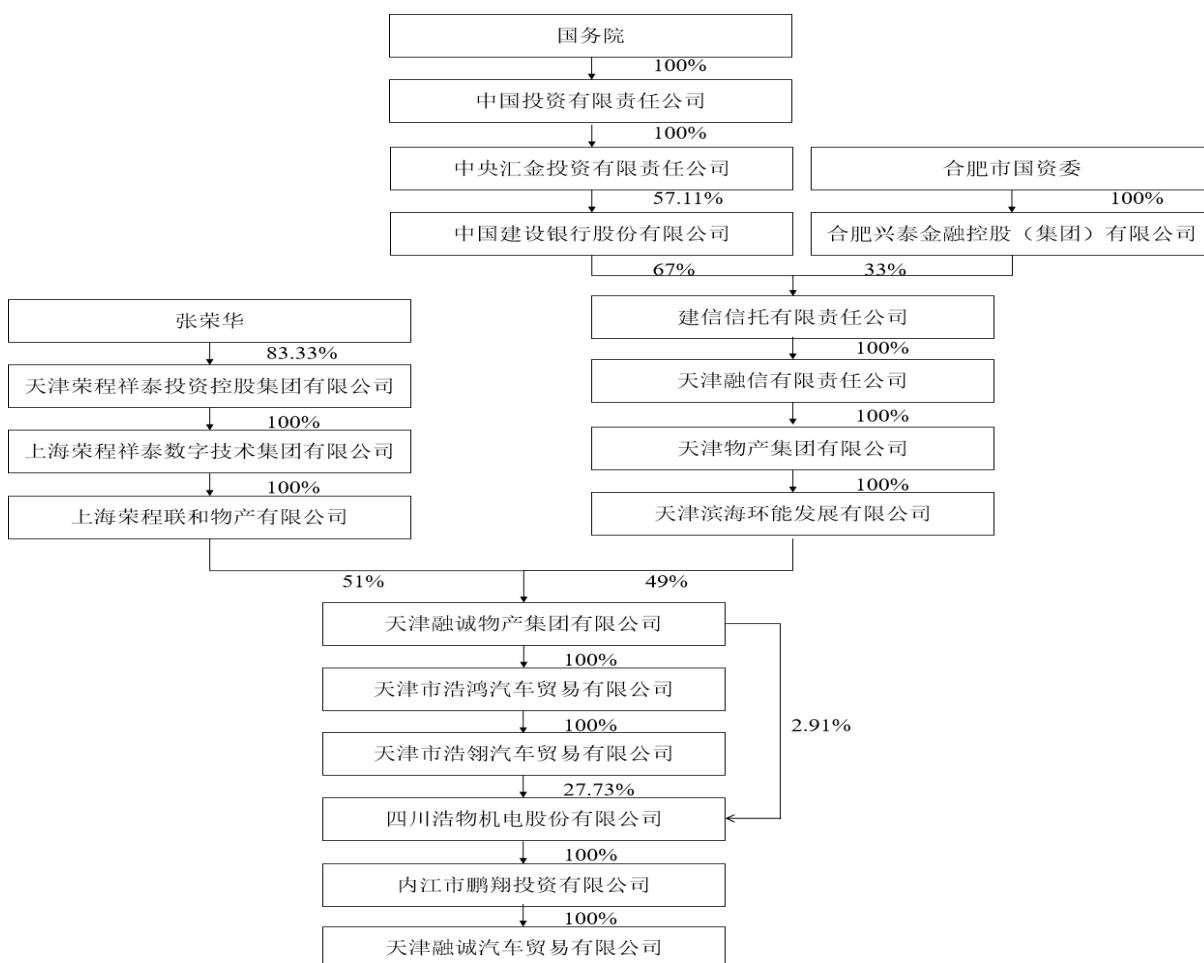 国务院
100%
中国投资有限责任公司
100%
中央汇金投资有限责任公司
合肥市国资委
57.11%
100%
中国建设银行股份有限公司
合肥兴泰金融控股（集团）有限公司
67%
33%
建信信托有限责任公司
张荣华
100%
83.33%
天津融信有限责任公司
天津荣程祥泰投资控股集团有限公司
100%
100%
上海荣程祥泰数字技术集团有限公司
天津物产集团有限公司
100%
100%
上海荣程联和物产有限公司
天津滨海环能发展有限公司
51%
49%
天津融诚物产集团有限公司
100%
天津市浩鸿汽车贸易有限公司
100%
2.91%
天津市浩翎汽车贸易有限公司
27.73%
四川浩物机电股份有限公司
100%
内江市鹏翔投资有限公司
100%
天津融诚汽车贸易有限公司